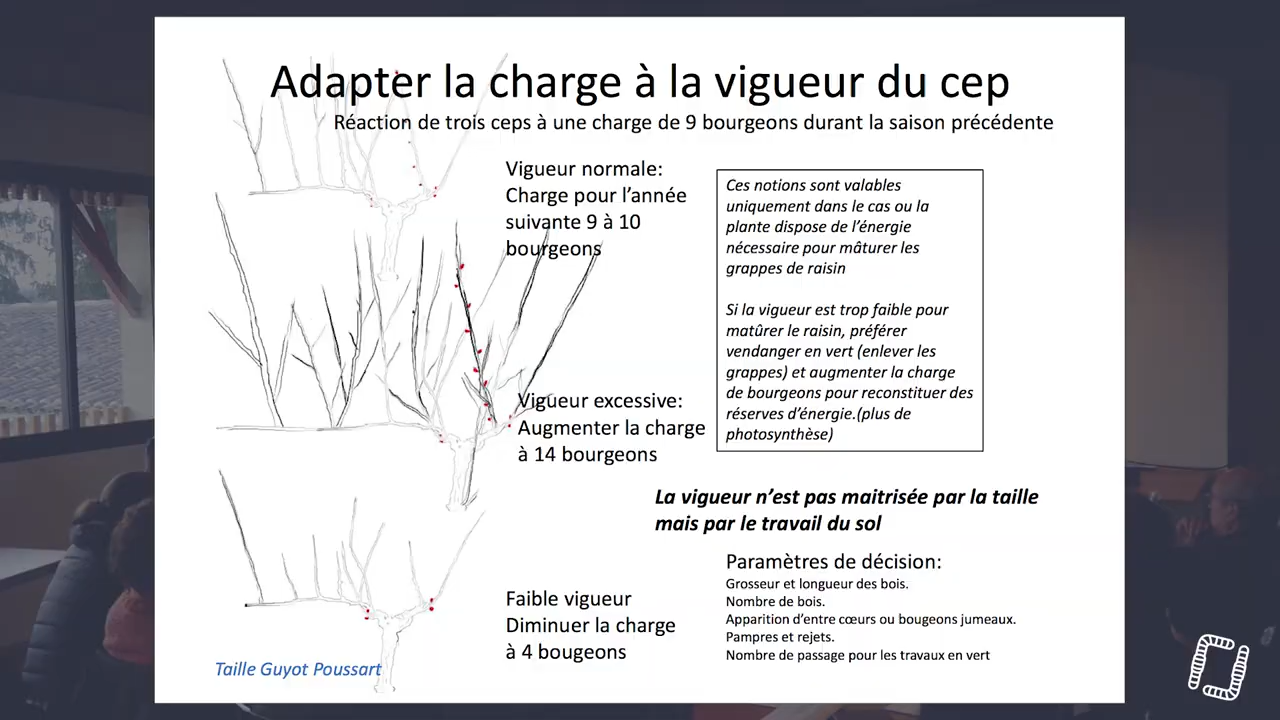 Adapter la charge à la vigueur du cep
Réaction de trois ceps à une charge de 9 bourgeons durant la saison précédente
Vigueur normale:
Charge pour l’année
suivante 9 à 10
bourgeons
Ces notions sont valables
uniquement dans le cas ou la
plante dispose de l’énergie
nécessaire pour mâturer les
grappes de raisin
Si la vigueur est trop faible pour
matûrer le raisin, préférer
vendanger en vert (enlever les
grappes) et augmenter la charge
de bourgeons pour reconstituer des
réserves d’énergie.(plus de
photosynthèse)
Vigueur excessive:
Augmenter la charge
à 14 bourgeons
La vigueur n’est pas maitrisée par la taille
mais par le travail du sol
Faible vigueur
Diminuer la charge
à 4 bougeons
Paramètres de décision:
Grosseur et longueur des bois.
Nombre de bois.
Apparition d’entre cœurs ou bougeons jumeaux.
Pampres et rejets.
Nombre de passage pour les travaux en vert
Taille Guyot Poussart